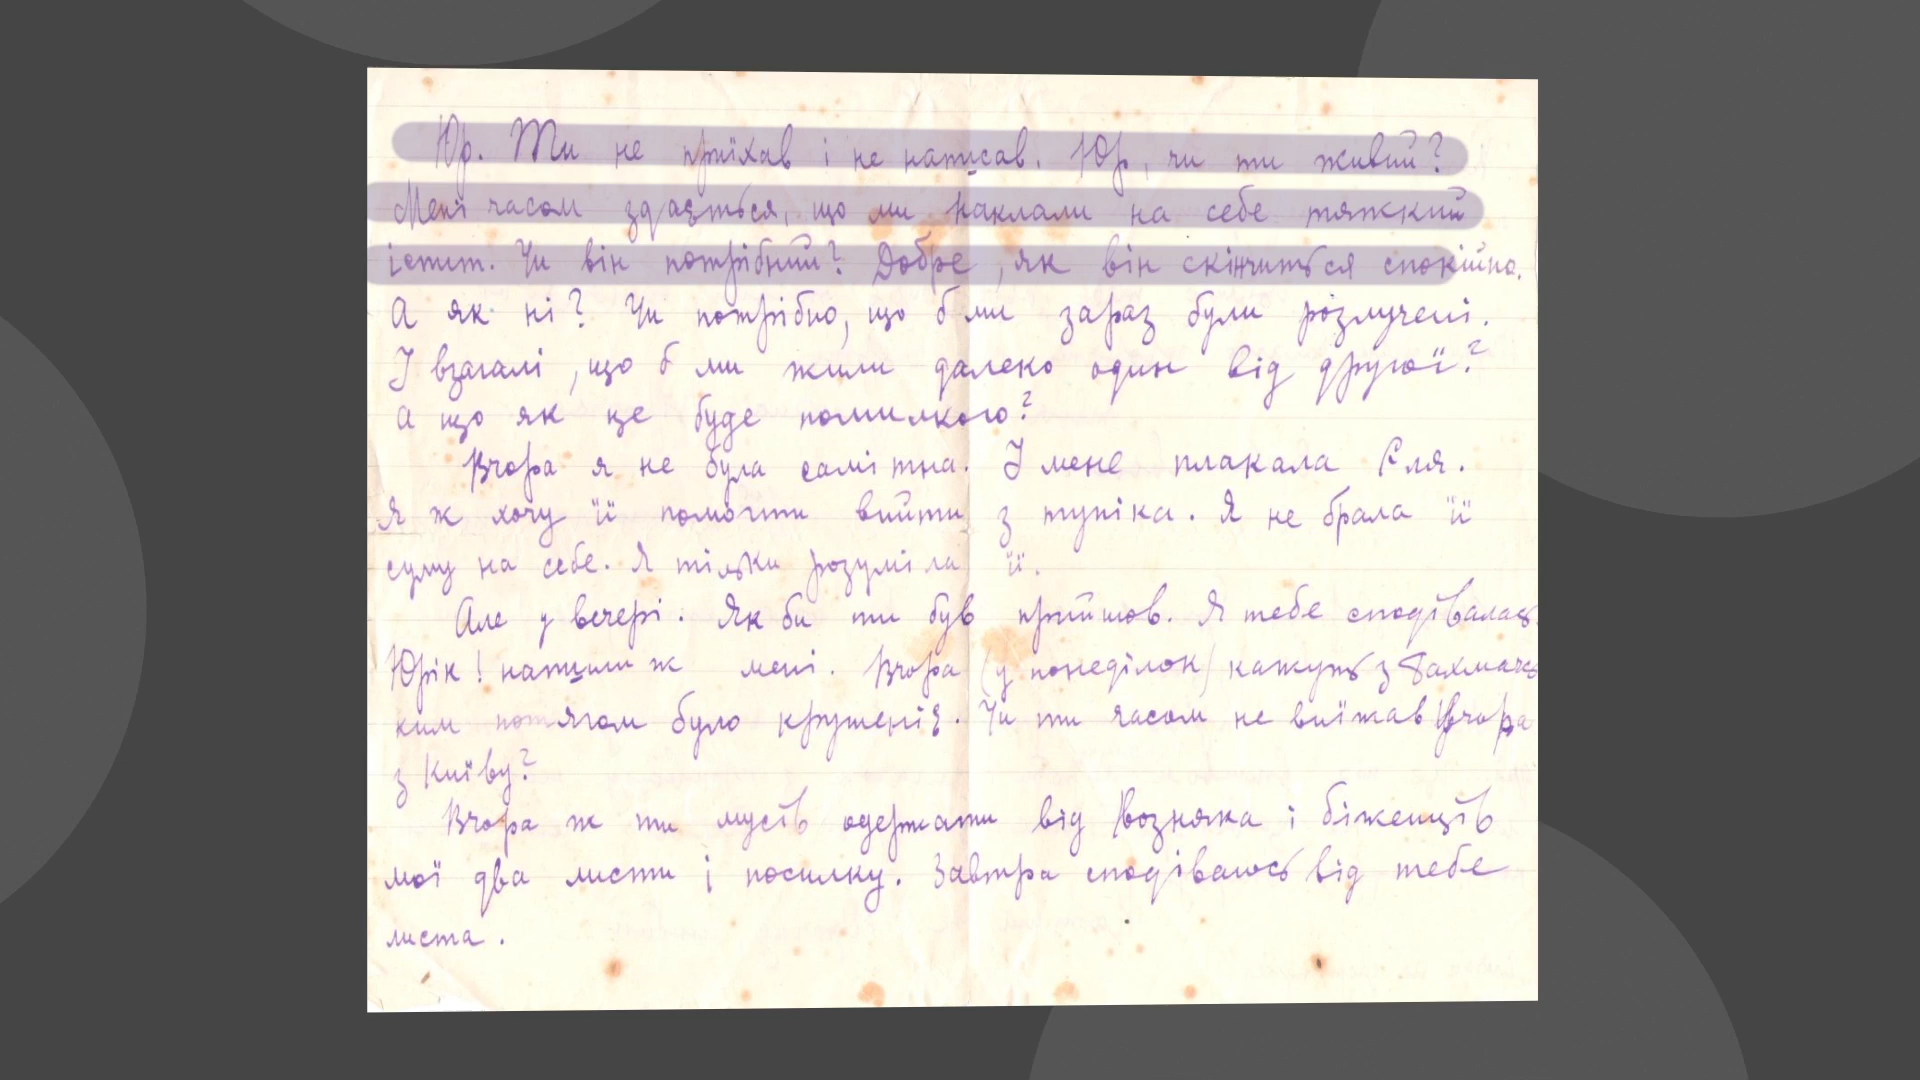 Юр. Ти не приїхав і не написав. Юр, чи ти живий?
Мені часом здається, що ми наклали на себе тяжкий
іспит. Чи він потрібний? Добре, як він скінчиться спокійно.
А як ні? Чи потрібно, що б ми зараз були розлучені.
І взагалі, що б ми жили далеко один від другої?
А що як це буде помилкою?
Вчора я не була самітна. У мене плакала Єля.
Я ж хочу її помогти вийти з тупіка. Я не брала її
суму на себе. Я тільки розуміла її.
Але у вечері. Як би ти був прийшов. Я тебе сподівалась.
Юрік! напиши ж мені. Вчора (у понеділок) кажуть з Бахмачь
ким потягом було крушеніє. Чи ти часом не виїжав вчора
з Київу?
Вчора ж ти мусів одержати від Возняка і біженців
мої два листи і посилку. Завтра сподіваюсь від тебе
листа.